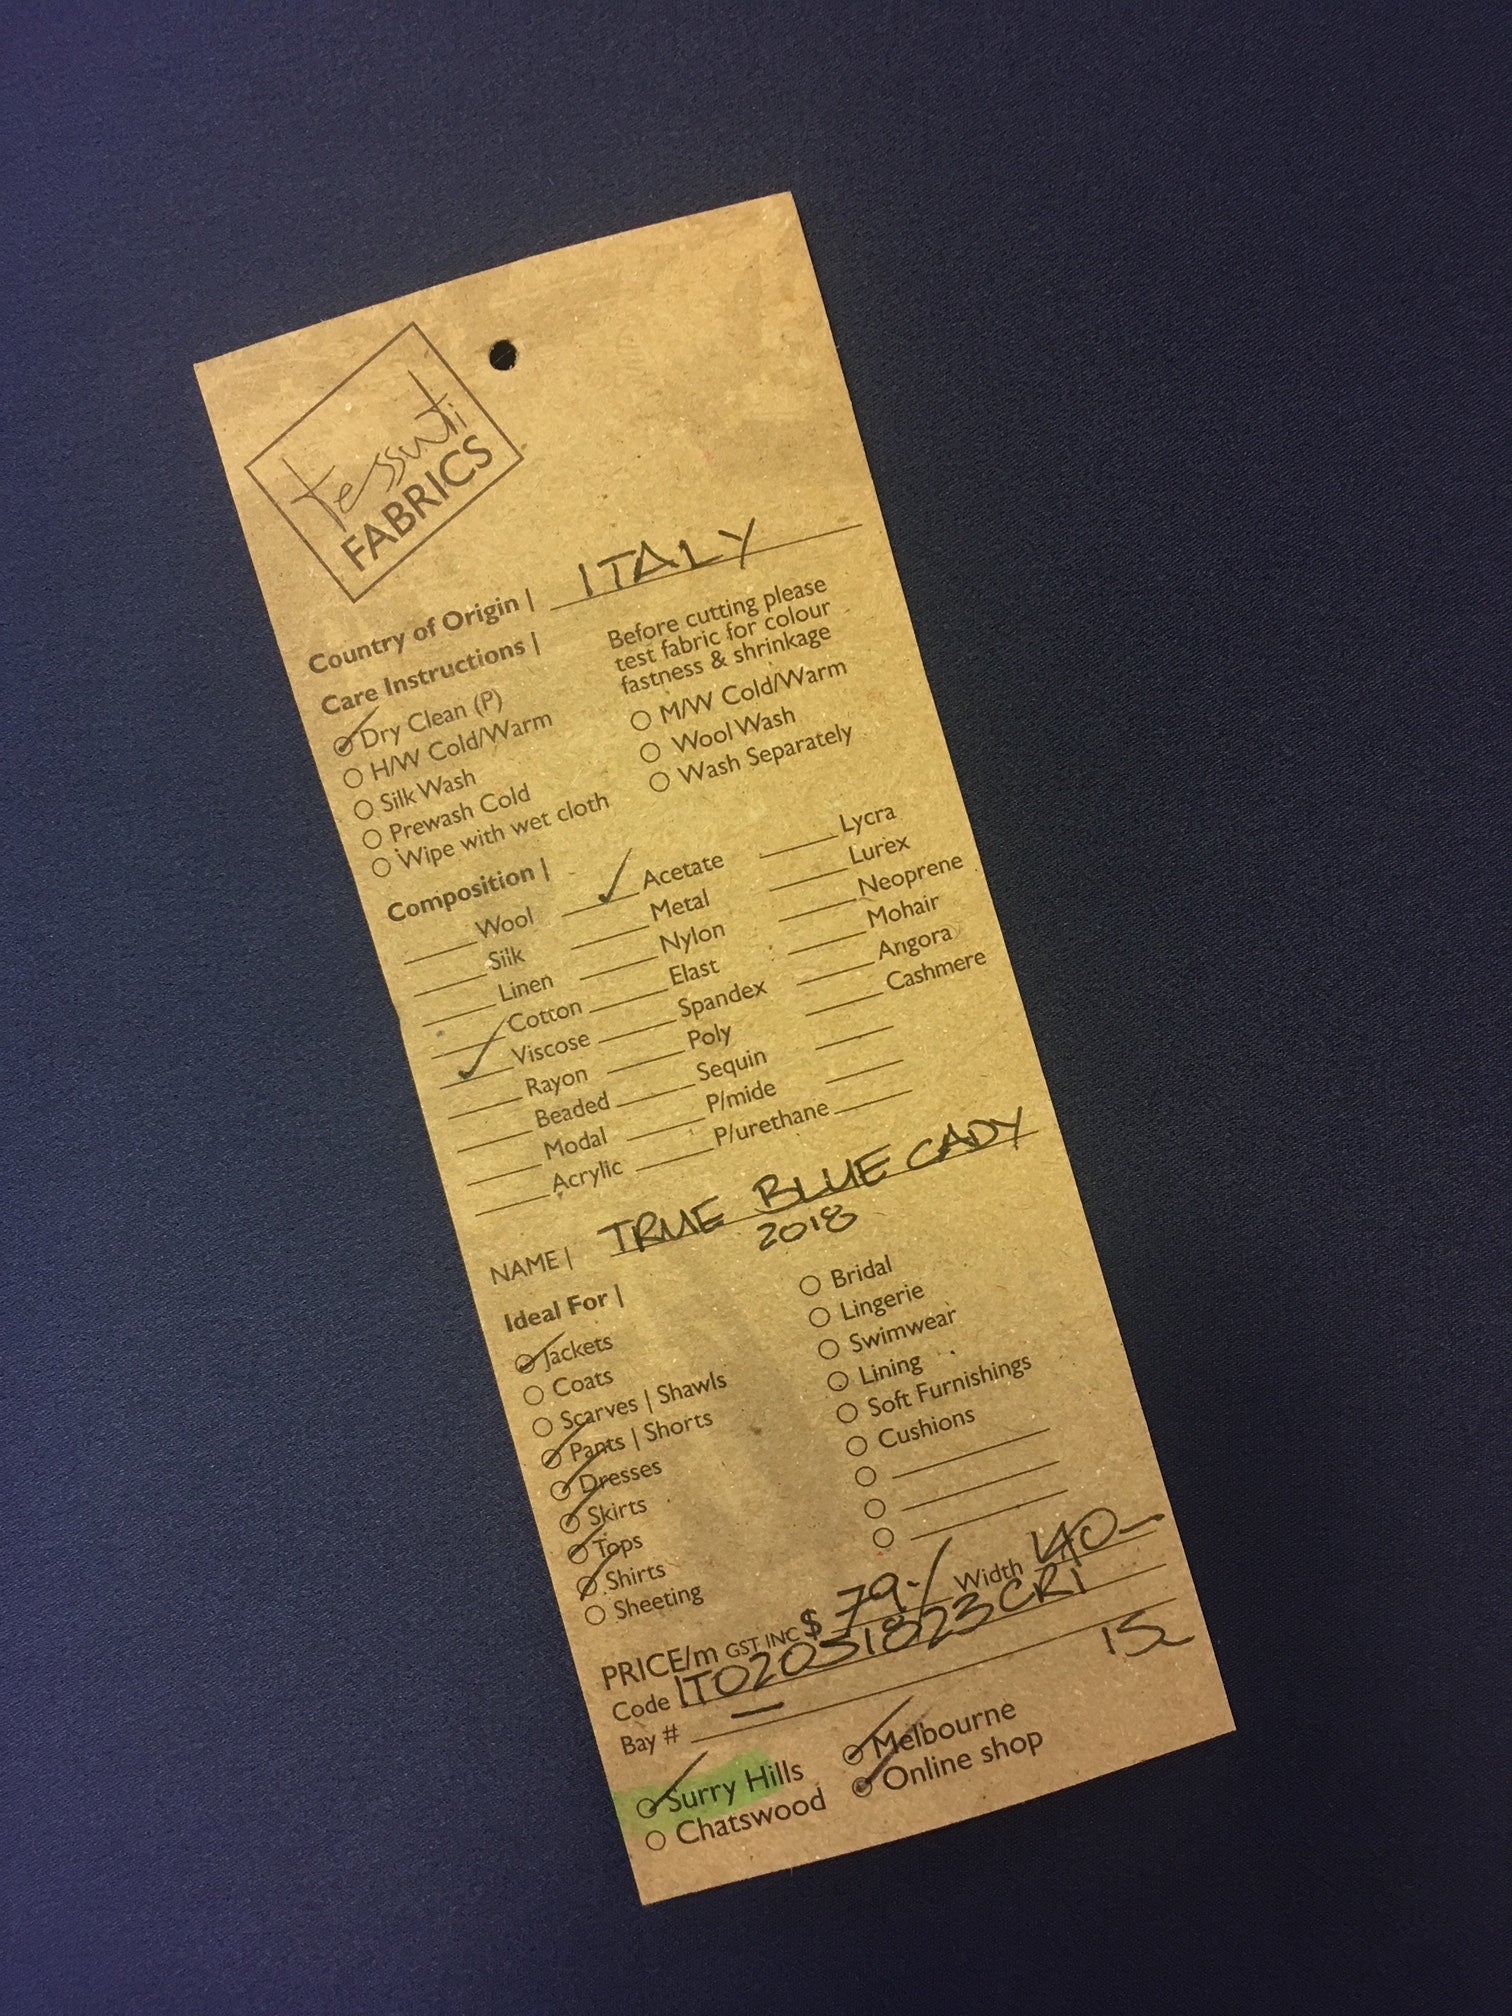 tessuti
FABRICS
Country of Origin | ITALY
Care Instructions |
Before cutting please
test fabric for colour
fastness & shrinkage
Dry Clean (P)
H/W Cold/Warm
Silk Wash
Prewash Cold
Wipe with wet cloth
M/W Cold/Warm
Wool Wash
Wash Separately
Composition |
Wool
Silk
Linen
Cotton
Viscose
Rayon
Beaded
Modal
Acrylic
Acetate
Metal
Nylon
Elast
Spandex
Poly
Sequin
P/mide
P/urethane
Lycra
Lurex
Neoprene
Mohair
Angora
Cashmere
NAME | TRUE BLUE CADY
2018
Ideal For |
Jackets
Coats
Scarves | Shawls
Pants | Shorts
Dresses
Skirts
Tops
Shirts
Sheeting
Bridal
Lingerie
Swimwear
Lining
Soft Furnishings
Cushions
PRICE/m GST INC $ 79.- Width 140-
Code IT02031823CRI
Bay # -
Surry Hills
Chatswood
Melbourne
Online shop